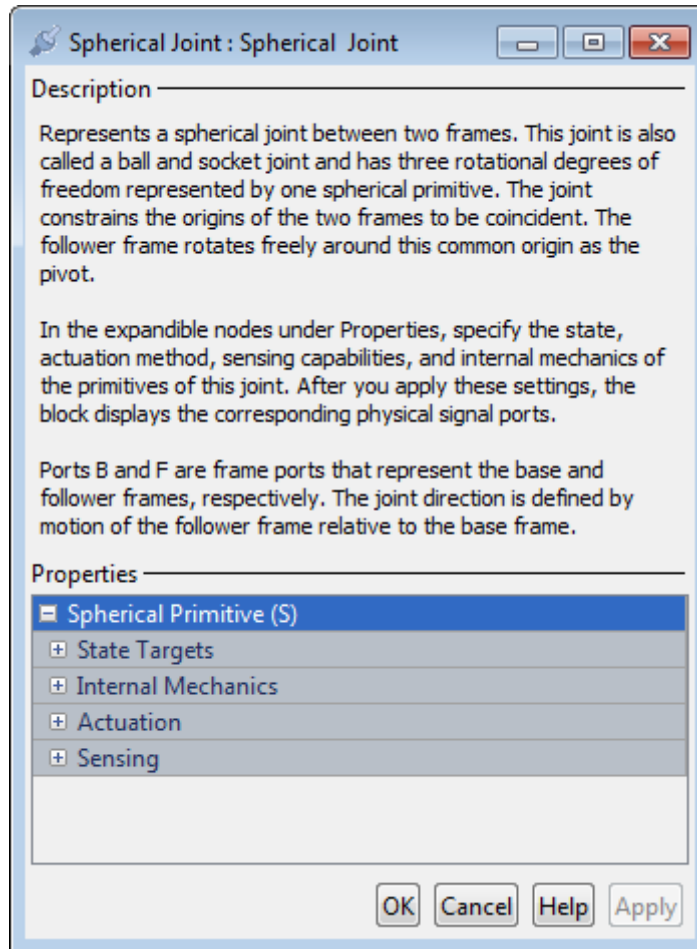 Spherical Joint : Spherical Joint
Description
Represents a spherical joint between two frames. This joint is also
called a ball and socket joint and has three rotational degrees of
freedom represented by one spherical primitive. The joint
constrains the origins of the two frames to be coincident. The
follower frame rotates freely around this common origin as the
pivot.
In the expandible nodes under Properties, specify the state,
actuation method, sensing capabilities, and internal mechanics of
the primitives of this joint. After you apply these settings, the
block displays the corresponding physical signal ports.
Ports B and F are frame ports that represent the base and
follower frames, respectively. The joint direction is defined by
motion of the follower frame relative to the base frame.
Properties
Spherical Primitive (S)
State Targets
Internal Mechanics
Actuation
Sensing
OK Cancel Help Apply